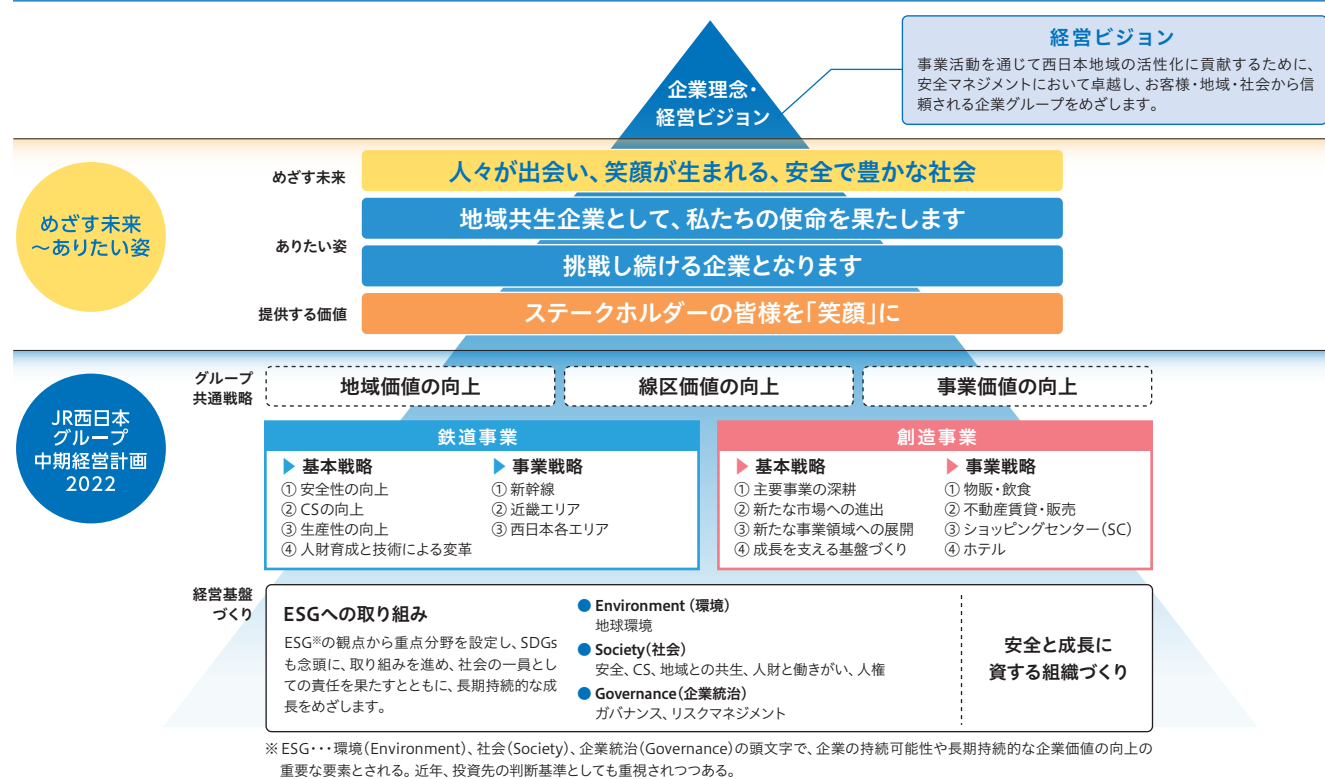 経営ビジョン
事業活動を通じて西日本地域の活性化に貢献するために、
安全マネジメントにおいて卓越し、お客様・地域・社会から信
頼される企業グループをめざします。
企業理念・
経営ビジョン
めざす未来
〜ありたい姿
めざす未来
人々が出会い、笑顔が生まれる、安全で豊かな社会
ありたい姿
地域共生企業として、私たちの使命を果たします
挑戦し続ける企業となります
提供する価値
ステークホルダーの皆様を「笑顔」に
JR西日本
グループ
中期経営計画
2022
グループ
共通戦略
地域価値の向上
線区価値の向上
事業価値の向上
鉄道事業
▶ 基本戦略
① 安全性の向上
② CSの向上
③ 生産性の向上
④ 人財育成と技術による変革
▶ 事業戦略
① 新幹線
② 近畿エリア
③ 西日本各エリア
創造事業
▶ 基本戦略
① 主要事業の深耕
② 新たな市場への進出
③ 新たな事業領域への展開
④ 成長を支える基盤づくり
▶ 事業戦略
① 物販・飲食
② 不動産賃貸・販売
③ ショッピングセンター(SC)
④ ホテル
経営基盤
づくり
ESGへの取り組み
ESG※の観点から重点分野を設定し、SDGs
も念頭に、取り組みを進め、社会の一員とし
ての責任を果たすとともに、長期持続的な成
長をめざします。
● Environment(環境)
地球環境
● Society(社会)
安全、CS、地域との共生、人財と働きがい、人権
● Governance(企業統治)
ガバナンス、リスクマネジメント
安全と成長に
資する組織づくり
※ ESG・・・環境(Environment)、社会(Society)、企業統治(Governance)の頭文字で、企業の持続可能性や長期持続的な企業価値の向上の
重要な要素とされる。近年、投資先の判断基準としても重視されつつある。